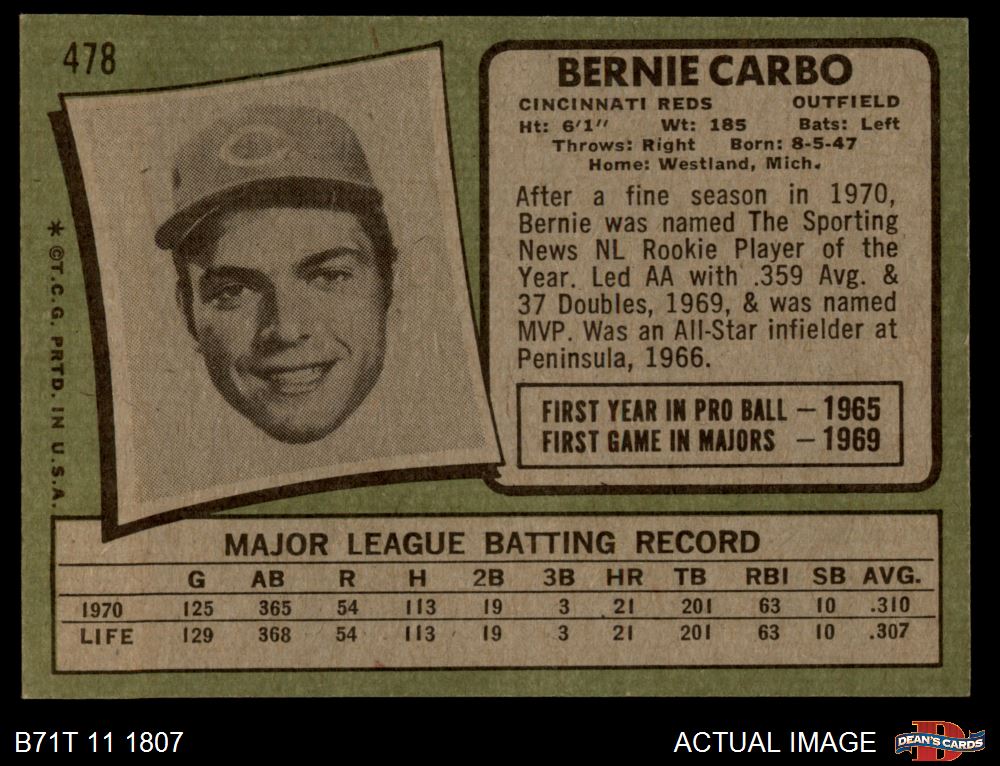 478
BERNIE CARBO
CINCINNATI REDS OUTFIELD
Ht: 6'1" Wt: 185 Bats: Left
Throws: Right Born: 8-5-47
Home: Westland, Mich.
After a fine season in 1970,
Bernie was named The Sporting
News NL Rookie Player of the
Year. Led AA with .359 Avg. &
37 Doubles, 1969, & was named
MVP. Was an All-Star infielder at
Peninsula, 1966.
FIRST YEAR IN PRO BALL – 1965
FIRST GAME IN MAJORS – 1969
* ©T.C.G. PRTD. IN U.S.A.
MAJOR LEAGUE BATTING RECORD
G AB R H 2B 3B HR TB RBI SB AVG.
1970 125 365 54 113 19 3 21 201 63 10 .310
LIFE 129 368 54 113 19 3 21 201 63 10 .307
B71T 11 1807
ACTUAL IMAGE
DEAN'S CARDS